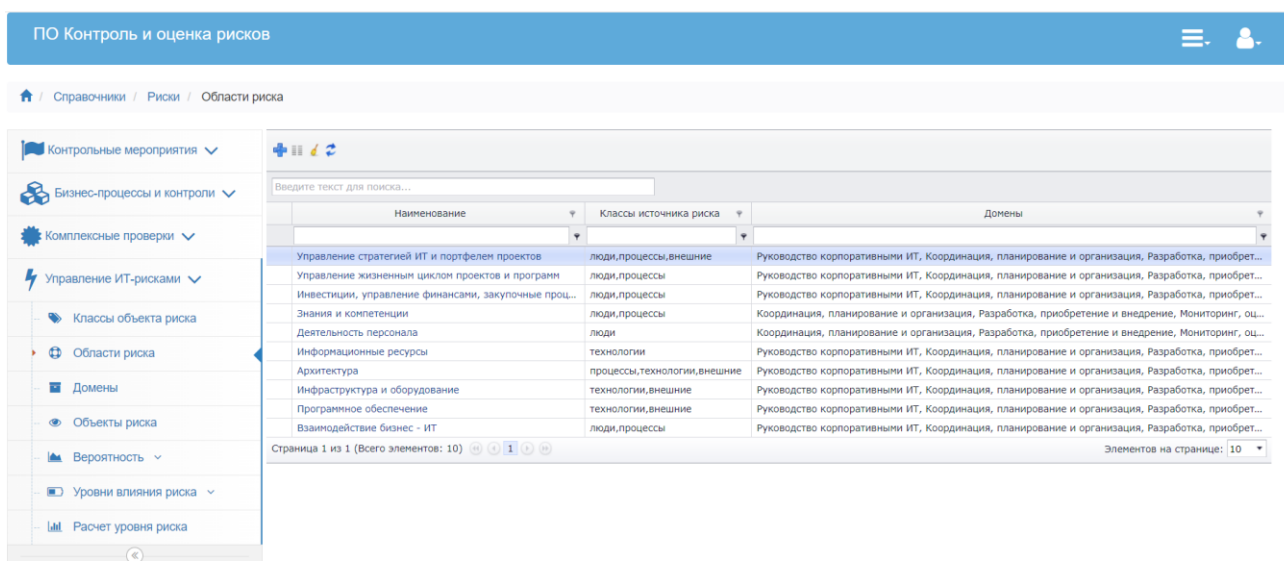 ПО Контроль и оценка рисков
/ Справочники / Риски / Области риска
Контрольные мероприятия
Бизнес-процессы и контроли
Комплексные проверки
Управление ИТ-рисками
Классы объекта риска
Области риска
Домены
Объекты риска
Вероятность
Уровни влияния риска
Расчет уровня риска
Введите текст для поиска...
Наименование Классы источника риска Домены
Управление стратегией ИТ и портфелем проектов люди,процессы,внешние Руководство корпоративными ИТ, Координация, планирование и организация, Разработка, приобрет...
Управление жизненным циклом проектов и программ люди,процессы Руководство корпоративными ИТ, Координация, планирование и организация, Разработка, приобрет...
Инвестиции, управление финансами, закупочные проц... люди,процессы Руководство корпоративными ИТ, Координация, планирование и организация, Разработка, приобрет...
Знания и компетенции люди,процессы Координация, планирование и организация, Разработка, приобретение и внедрение, Мониторинг, оц...
Деятельность персонала люди Координация, планирование и организация, Разработка, приобретение и внедрение, Мониторинг, оц...
Информационные ресурсы технологии Руководство корпоративными ИТ, Координация, планирование и организация, Разработка, приобрет...
Архитектура процессы,технологии,внешние Руководство корпоративными ИТ, Координация, планирование и организация, Разработка, приобрет...
Инфраструктура и оборудование технологии,внешние Руководство корпоративными ИТ, Координация, планирование и организация, Разработка, приобрет...
Программное обеспечение технологии,внешние Руководство корпоративными ИТ, Координация, планирование и организация, Разработка, приобрет...
Взаимодействие бизнес - ИТ люди,процессы Руководство корпоративными ИТ, Координация, планирование и организация, Разработка, приобрет...
Страница 1 из 1 (Всего элементов: 10) 1 Элементов на странице: 10